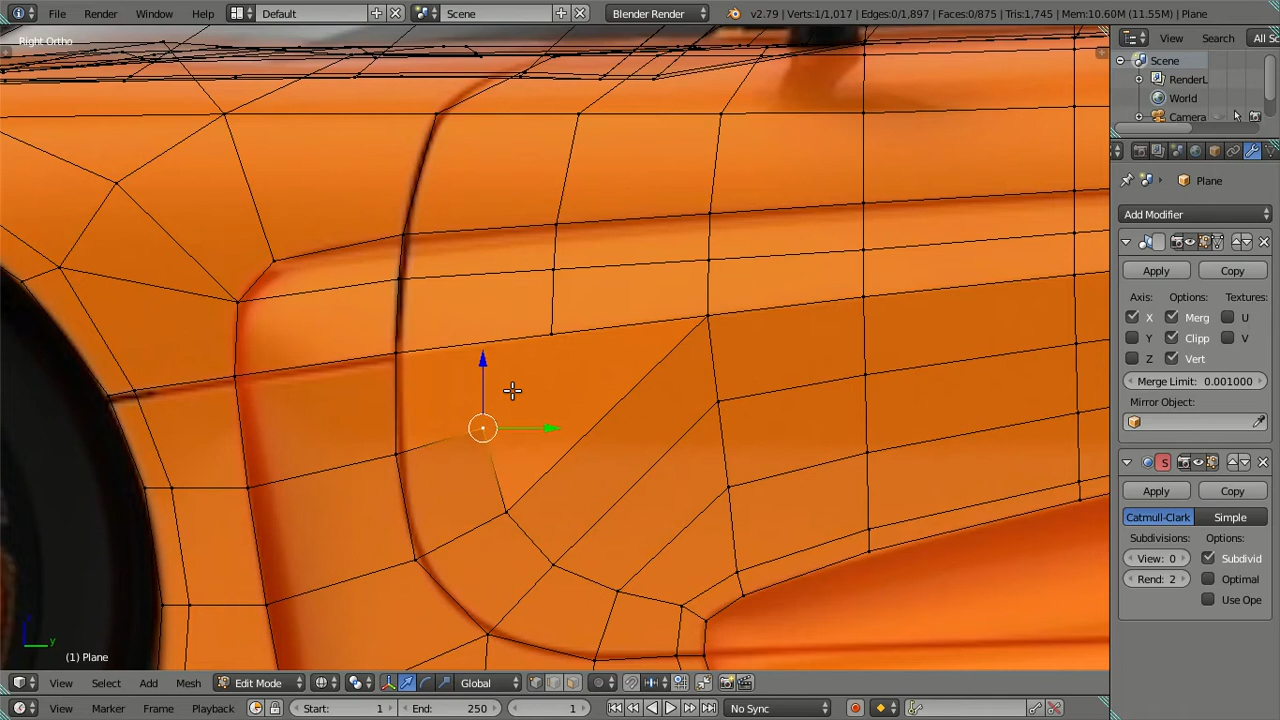 File Render Window Help Default Scene Blender Render v2.79 | Verts:1/1,017 | Edges:0/1,897 | Faces:0/875 | Tris:1,745 | Mem:10.60M (11.55M) | Plane
Right Ortho
View Search All Sc
Scene
RenderL
World
Camera
Plane
Add Modifier
Apply Copy
Axis: Options: Textures:
X Merg U
Y Clipp V
Z Vert
Merge Limit: 0.001000
Mirror Object:
S
Apply Copy
Catmull-Clark Simple
Subdivisions: Options:
View: 0 Subdivid
Rend: 2 Optimal
Use Ope
z
y
(1) Plane
View Select Add Mesh Edit Mode Global
View Marker Frame Playback Start: 1 End: 250 1 No Sync